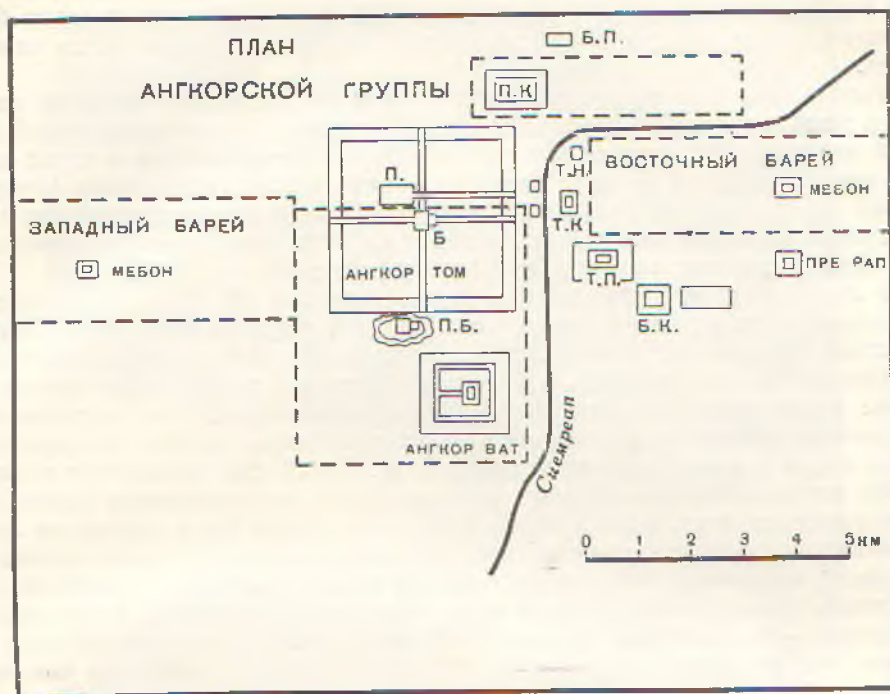 ПЛАН
АНГКОРСКОЙ ГРУППЫ
Б.П.
П.К
ВОСТОЧНЫЙ БАРЕЙ
МЕБОН
Т.Н.
П.
Т.К
Б
ЗАПАДНЫЙ БАРЕЙ
МЕБОН
АНГКОР ТОМ
Т.П.
ПРЕ РАП
П.Б.
Б.К.
АНГКОР ВАТ
Сиемреап
0 1 2 3 4 5км